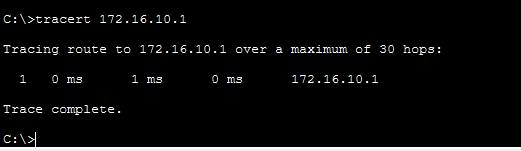 C:\>tracert 172.16.10.1
Tracing route to 172.16.10.1 over a maximum of 30 hops:
1 0 ms 1 ms 0 ms 172.16.10.1
Trace complete.
C:\>